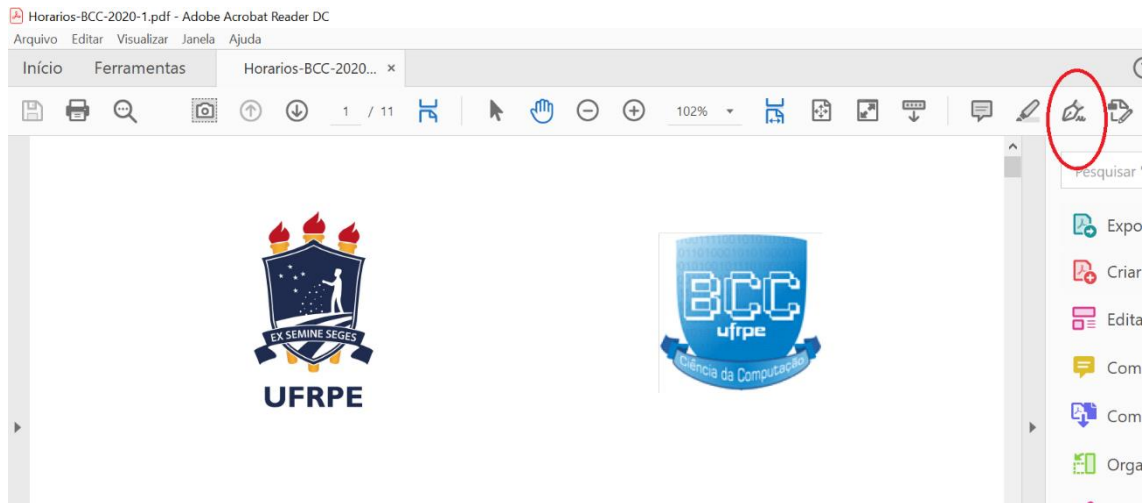 Horarios-BCC-2020-1.pdf - Adobe Acrobat Reader DC
Arquivo Editar Visualizar Janela Ajuda
Início Ferramentas Horarios-BCC-2020... ×
1 / 11 102%
Pesquisar
Expo
Criar
Edita
Com
Com
Orga
EX SEMINE SEGES
UFRPE
BCC
ufrpe
Ciência da Computação